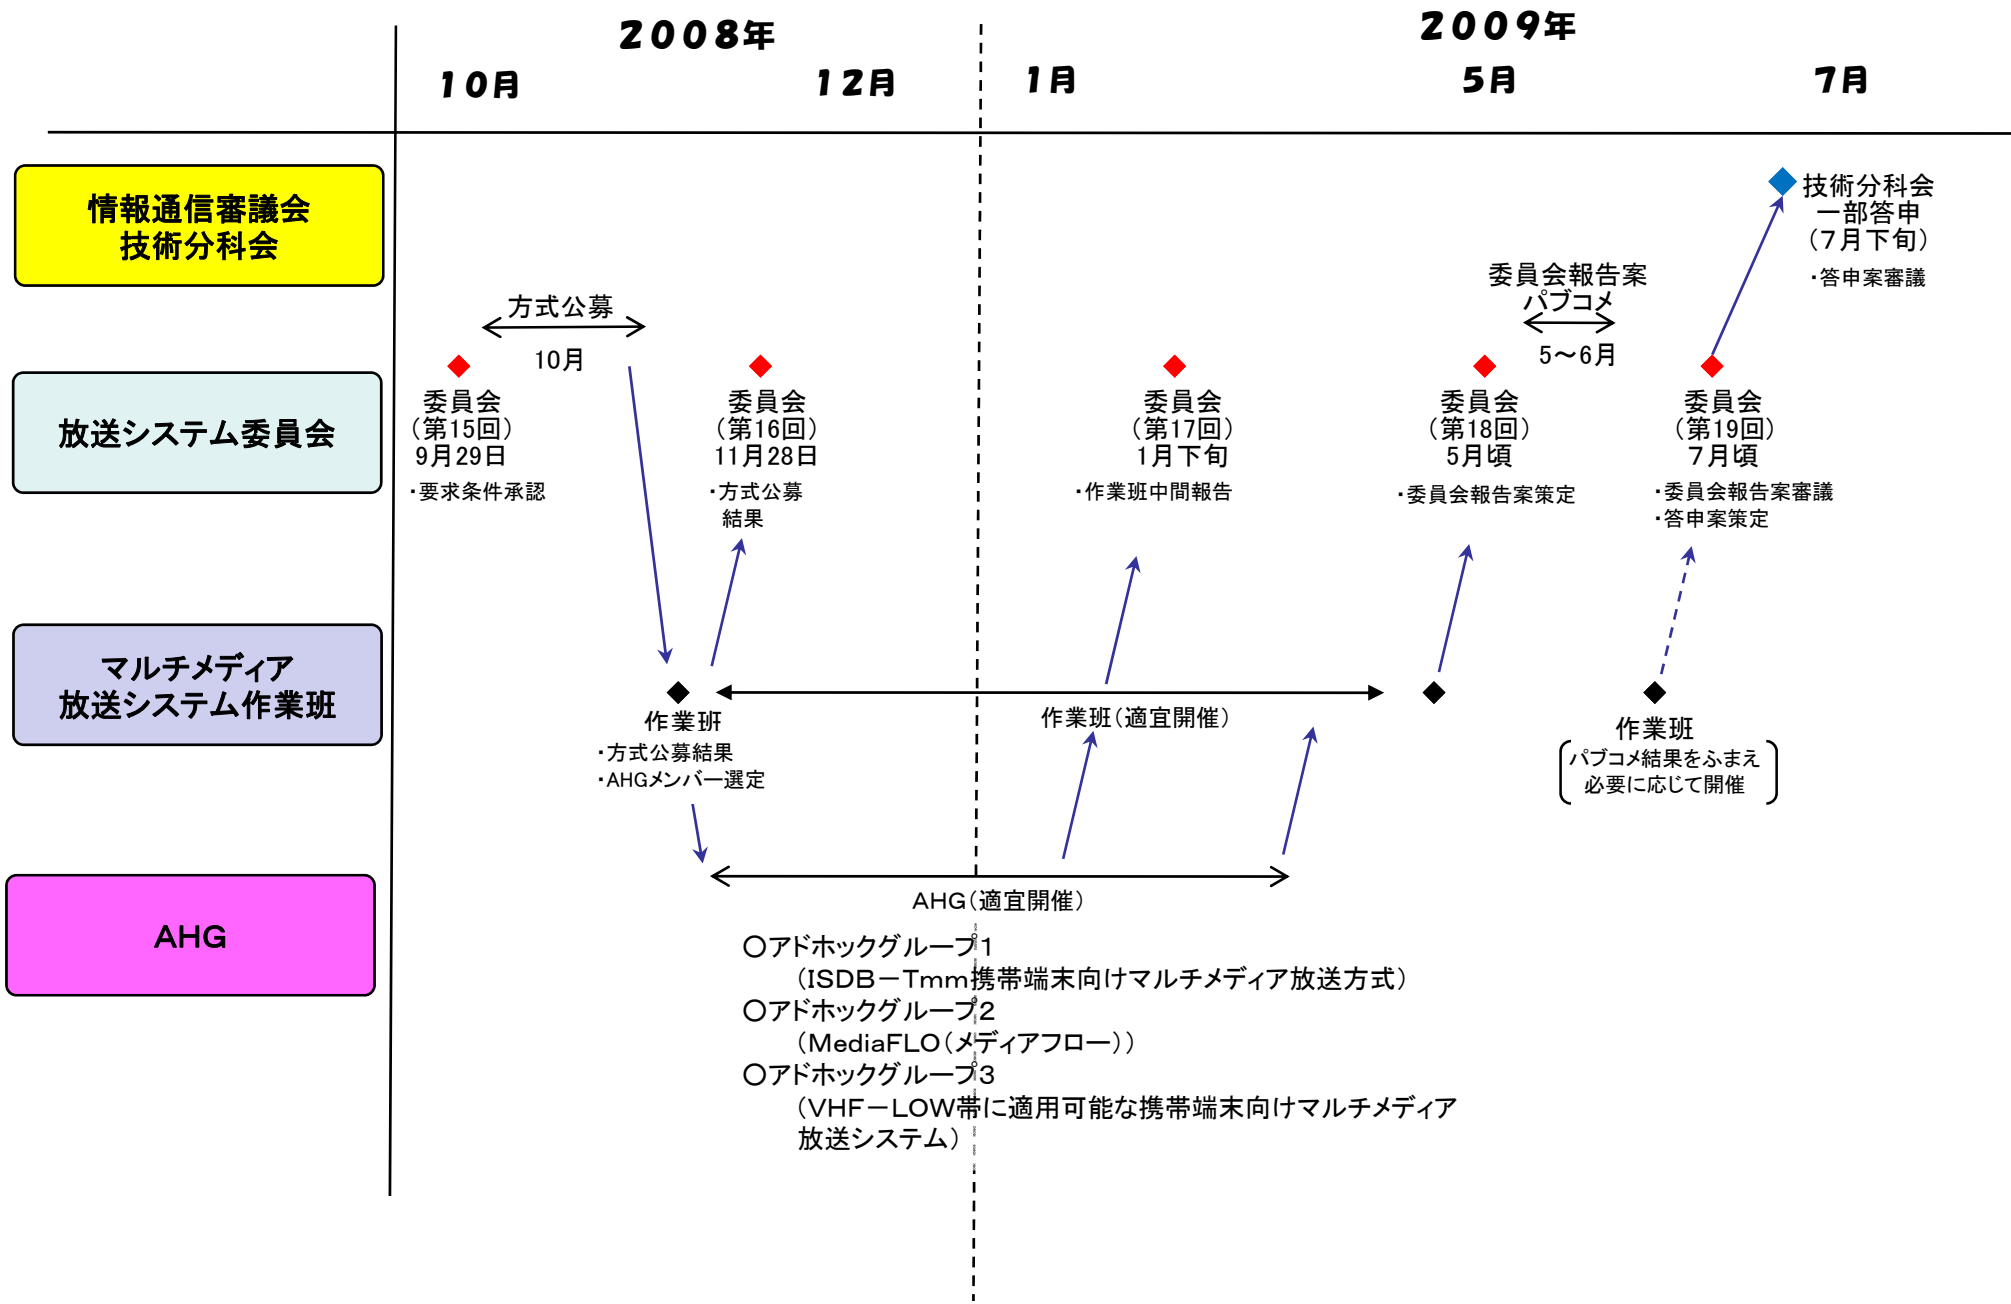 ２００８年
２００９年
１０月
１２月
１月
５月
７月
情報通信審議会
技術分科会
技術分科会
一部答申
（７月下旬）
・答申案審議
方式公募
10月
委員会報告案
パブコメ
5～6月
放送システム委員会
委員会
（第15回）
9月29日
・要求条件承認
委員会
（第16回）
11月28日
・方式公募
結果
委員会
（第17回）
1月下旬
・作業班中間報告
委員会
（第18回）
5月頃
・委員会報告案策定
委員会
（第19回）
７月頃
・委員会報告案審議
・答申案策定
マルチメディア
放送システム作業班
作業班
・方式公募結果
・AHGメンバー選定
作業班（適宜開催）
作業班
パブコメ結果をふまえ
必要に応じて開催
AHG
AHG（適宜開催）
○アドホックグループ１
（ISDB－Tmm携帯端末向けマルチメディア放送方式）
○アドホックグループ２
（MediaFLO（メディアフロー））
○アドホックグループ３
（VHF－LOW帯に適用可能な携帯端末向けマルチメディア
放送システム）